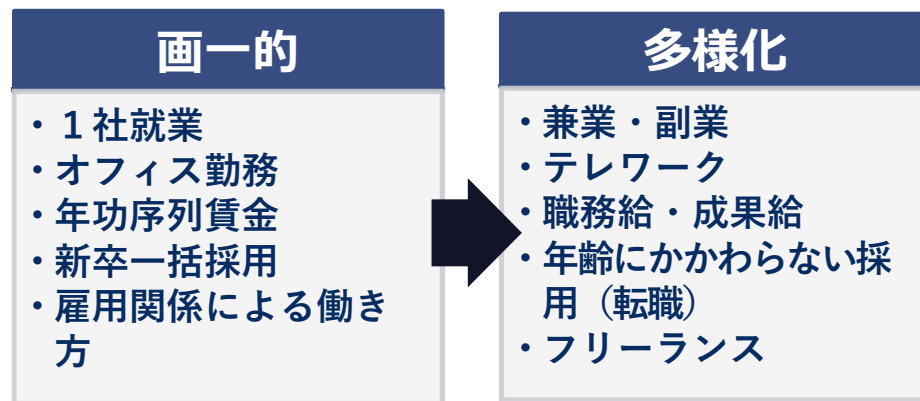 画一的
・１社就業
・オフィス勤務
・年功序列賃金
・新卒一括採用
・雇用関係による働き
方
多様化
・兼業・副業
・テレワーク
・職務給・成果給
・年齢にかかわらない採
用（転職）
・フリーランス